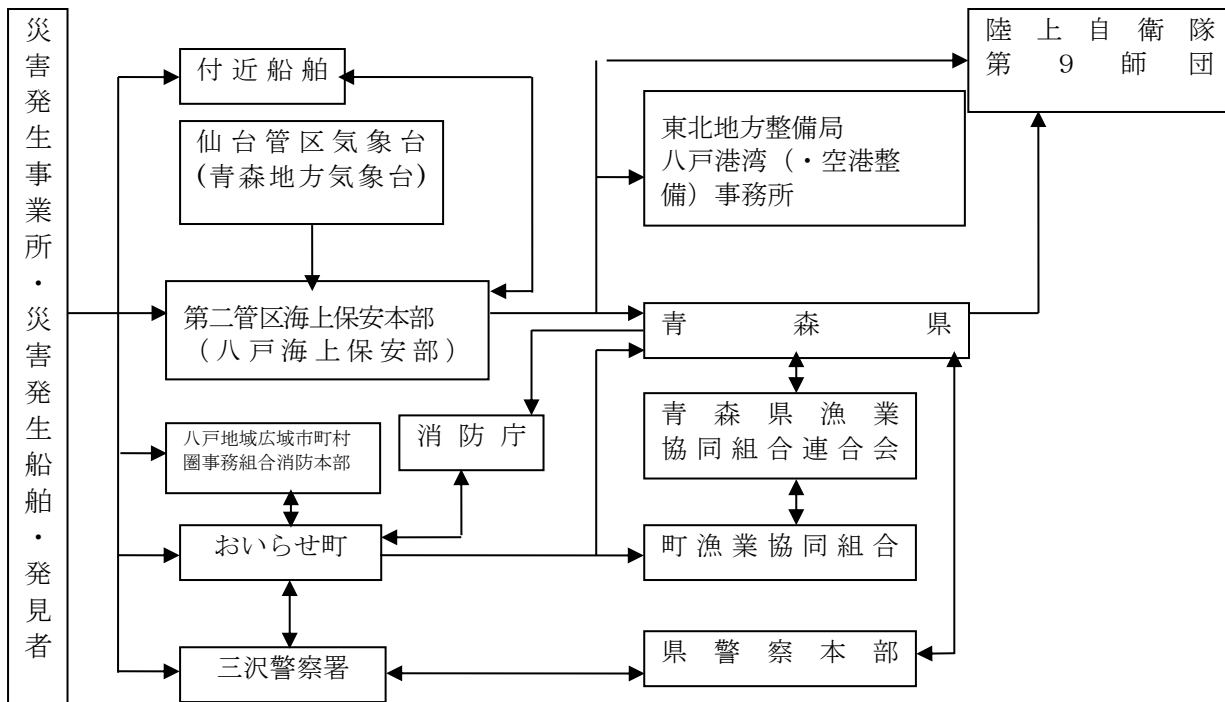 災害発生事業所・災害発生船舶・発見者
付近船舶
仙台管区気象台
(青森地方気象台)
第二管区海上保安本部
(八戸海上保安部)
八戸地域広域市町村
圏事務組合消防本部
消防庁
おいらせ町
三沢警察署
陸上自衛隊
第9師団
東北地方整備局
八戸港湾(・空港整
備)事務所
青森県
青森県漁業
協同組合連合会
町漁業協同組合
県警察本部